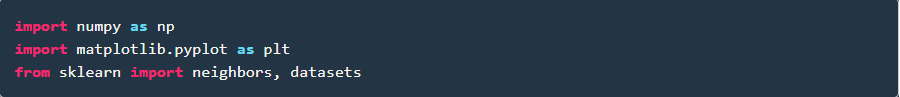 import numpy as np
import matplotlib.pyplot as plt
from sklearn import neighbors, datasets